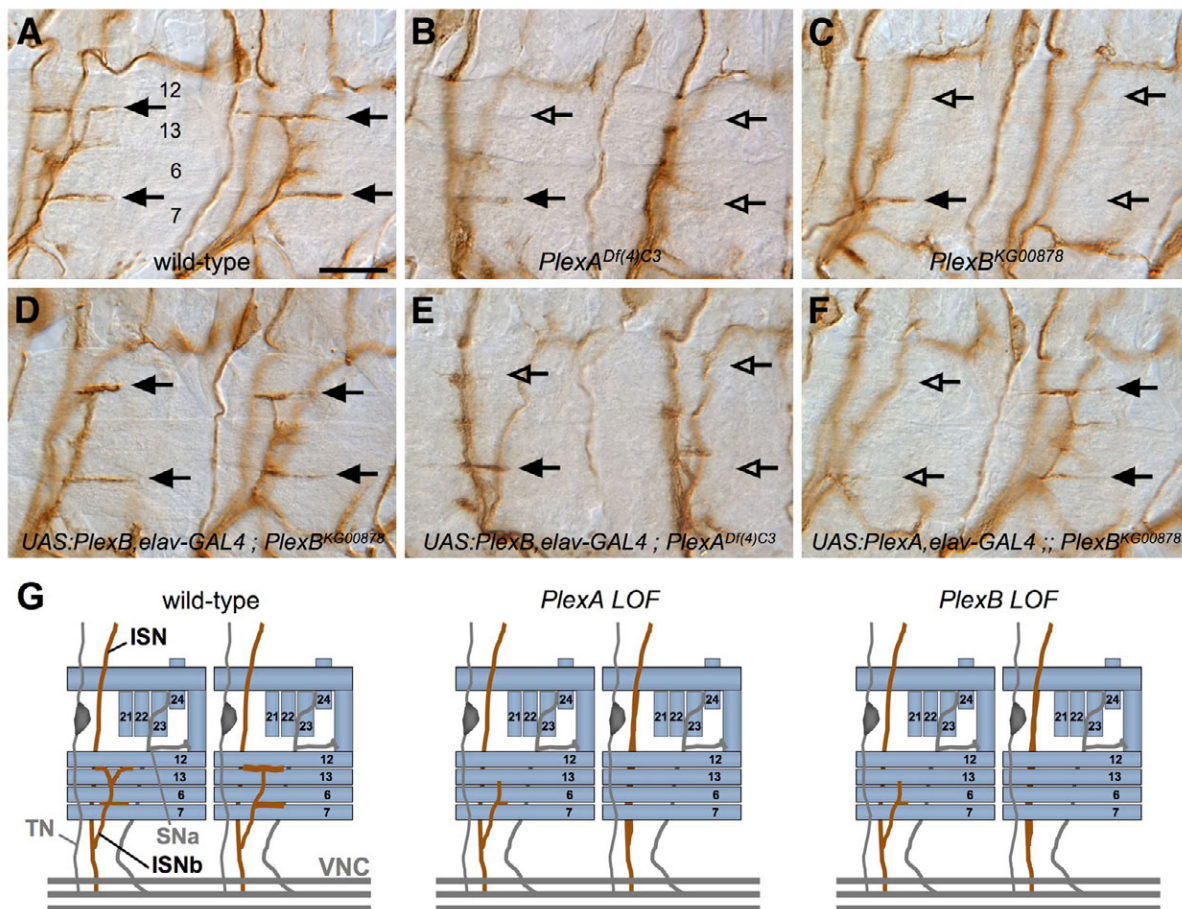 A
B
C
12
13
6
7
wild-type
PlexA^Df(4)C3
PlexB^KG00878
D
E
F
UAS:PlexB,elav-GAL4 ; PlexB^KG00878
UAS:PlexB,elav-GAL4 ; PlexA^Df(4)C3
UAS:PlexA,elav-GAL4 ;; PlexB^KG00878
G
wild-type
PlexA LOF
PlexB LOF
ISN
21 22 23 24
21 22 23 24
21 22 23 24
21 22 23 24
21 22 23 24
21 22 23 24
12 12 12 12 12 12
13 13 13 13 13 13
6 6 6 6 6 6
7 7 7 7 7 7
TN
SNa
ISNb
VNC